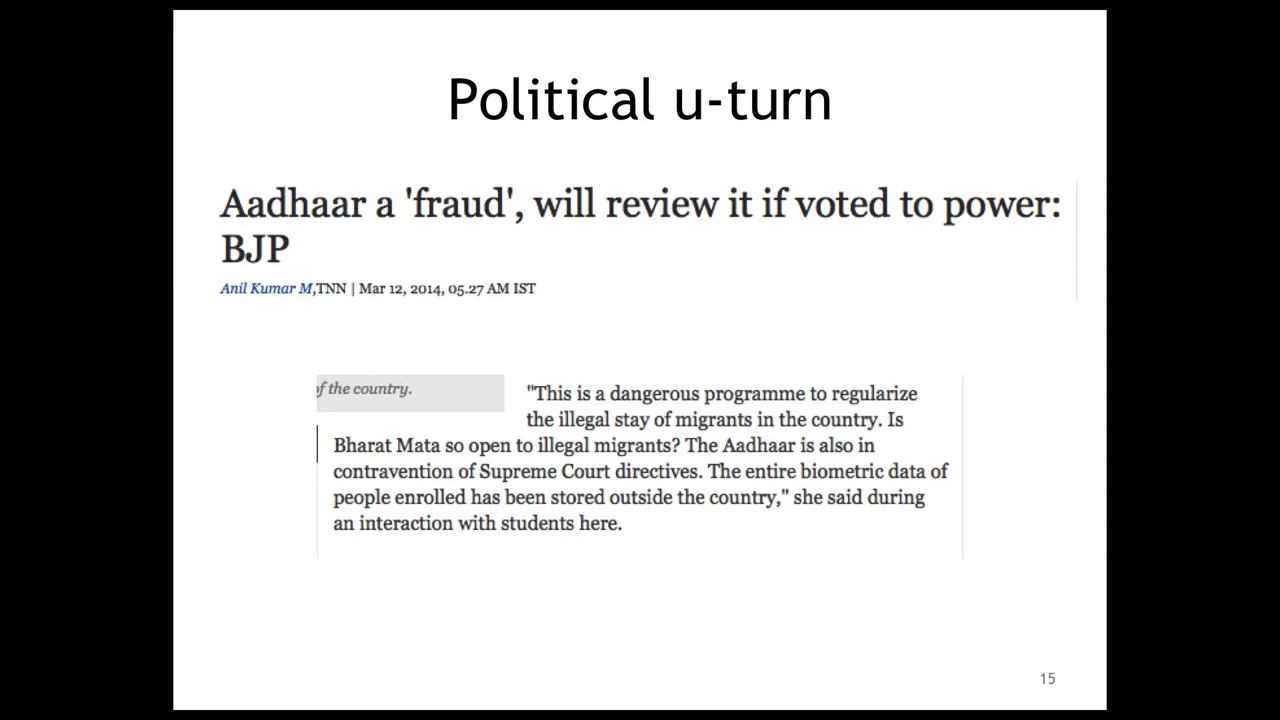 Political u-turn
Aadhaar a 'fraud', will review it if voted to power:
BJP
Anil Kumar M,TNN | Mar 12, 2014, 05.27 AM IST
of the country.
"This is a dangerous programme to regularize
the illegal stay of migrants in the country. Is
Bharat Mata so open to illegal migrants? The Aadhaar is also in
contravention of Supreme Court directives. The entire biometric data of
people enrolled has been stored outside the country," she said during
an interaction with students here.
15